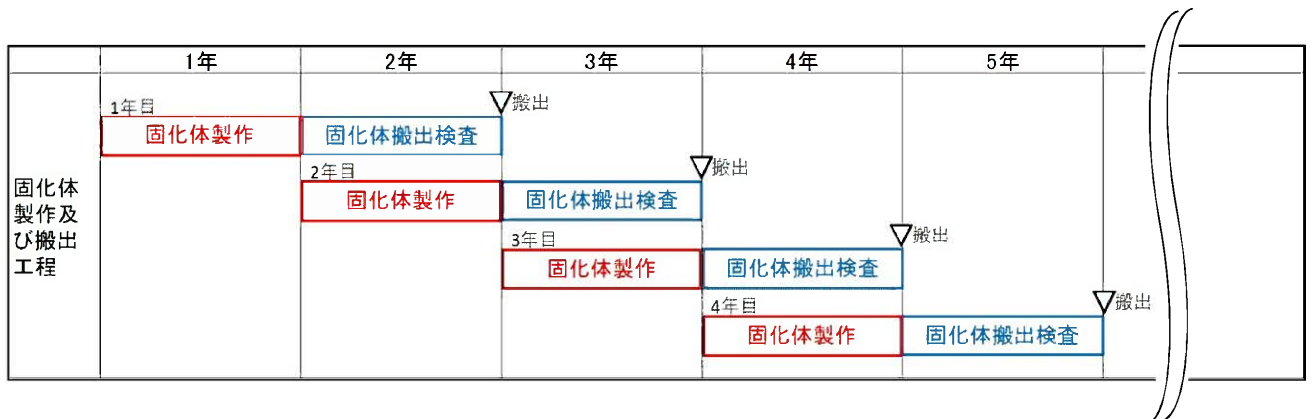 1年 2年 3年 4年 5年
固化体
製作及
び搬出
工程
1年目
▽搬出
固化体製作 固化体搬出検査
2年目
▽搬出
固化体製作 固化体搬出検査
3年目
▽搬出
固化体製作 固化体搬出検査
4年目
▽搬出
固化体製作 固化体搬出検査